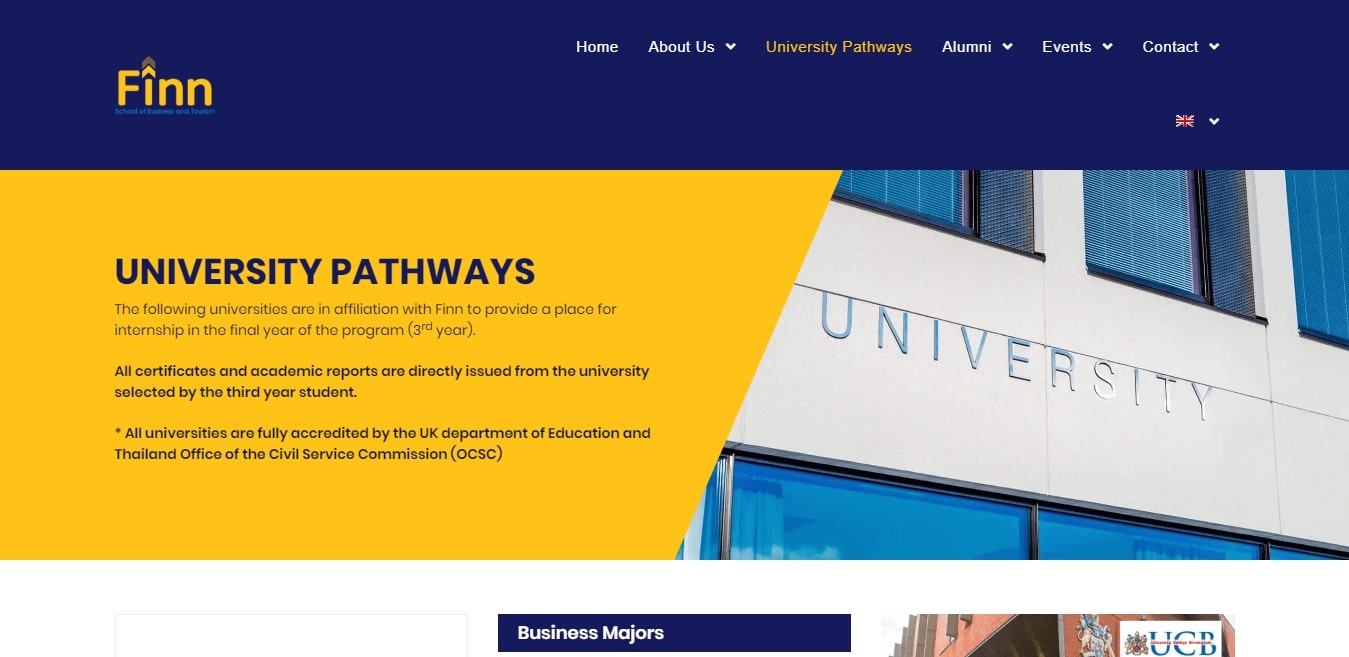 Home About Us University Pathways Alumni Events Contact
Finn
School of Business and Tourism
UNIVERSITY PATHWAYS
The following universities are in affiliation with Finn to provide a place for
internship in the final year of the program (3rd year).
All certificates and academic reports are directly issued from the university
selected by the third year student.
* All universities are fully accredited by the UK department of Education and
Thailand Office of the Civil Service Commission (OCSC)
UNIVERSITY
Business Majors
University College Birmingham
UCB